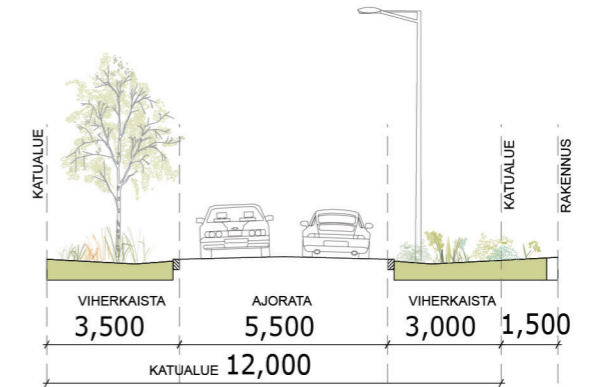 KATUALUE
KATUALUE
RAKENNUS
VIHERKAISTA
AJORATA
VIHERKAISTA
3,500
5,500
3,000
1,500
KATUALUE 12,000